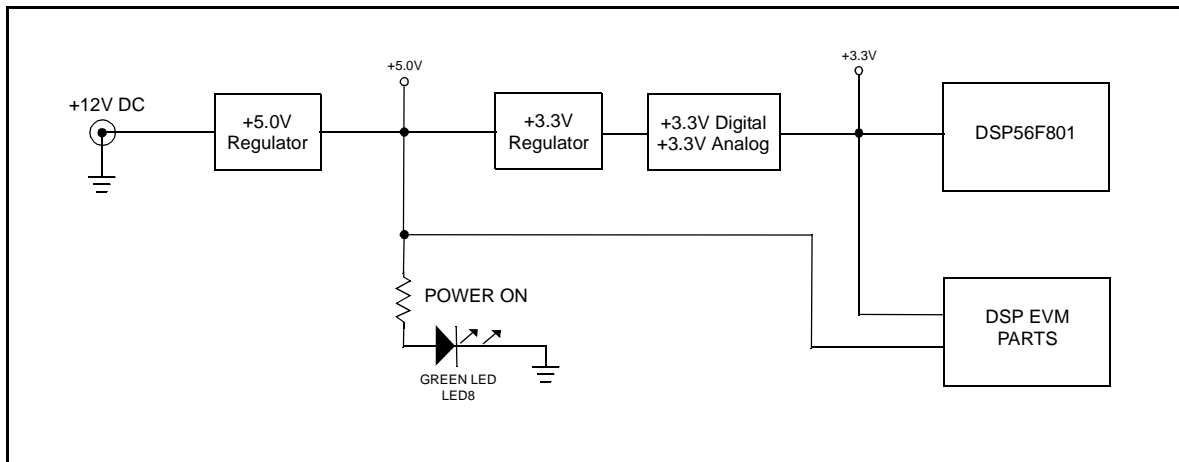 +12V DC
+5.0V
Regulator
+5.0V
+3.3V
Regulator
+3.3V Digital
+3.3V Analog
+3.3V
DSP56F801
POWER ON
GREEN LED
LED8
DSP EVM
PARTS